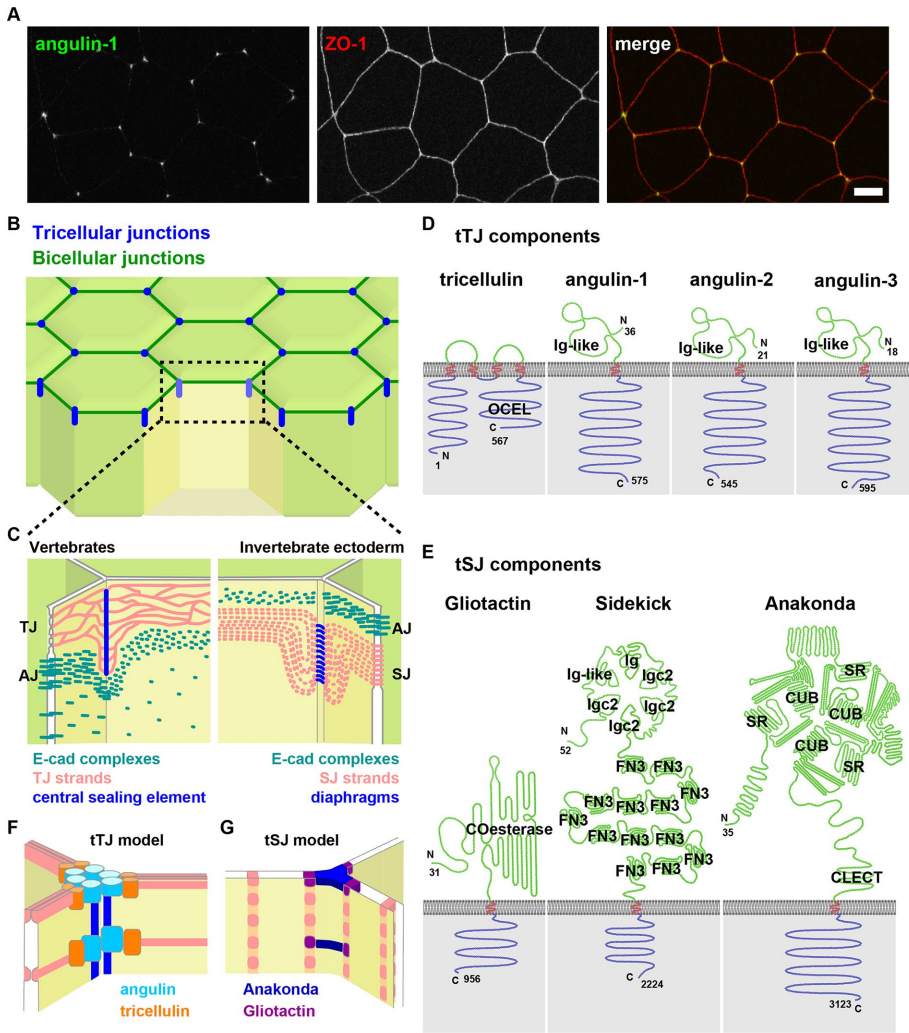 A
angulin-1
ZO-1
merge
B
Tricellular junctions
Bicellular junctions
C
Vertebrates
Invertebrate ectoderm
TJ
AJ
AJ
SJ
E-cad complexes
TJ strands
central sealing element
E-cad complexes
SJ strands
diaphragms
D
tTJ components
tricellulin
angulin-1
angulin-2
angulin-3
N
36
Ig-like
N
21
Ig-like
N
18
Ig-like
OCEL
C
567
N
1
C 575
C 545
C 595
E
tSJ components
Gliotactin
Sidekick
Anakonda
COesterase
N
31
C 956
Ig-like
Ig
Igc2
Igc2
Igc2
Igc2
N
52
FN3
FN3
FN3
FN3
FN3
FN3
FN3
FN3
FN3
FN3
FN3
FN3
FN3
C
2224
SR
CUB
CUB
SR
CUB
SR
N
35
CLECT
3123
C
F
tTJ model
angulin
tricellulin
G
tSJ model
Anakonda
Gliotactin